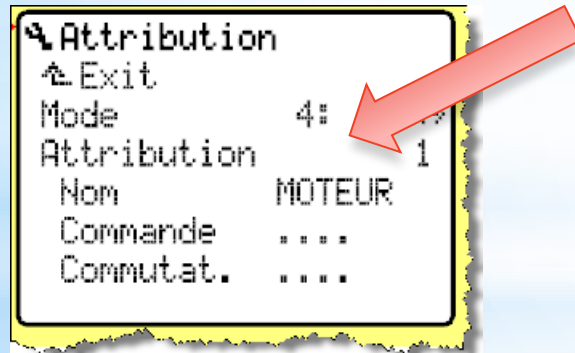 Attribution
Exit
Mode 4:
Attribution 1
Nom MOTEUR
Commande ....
Commutat. ....